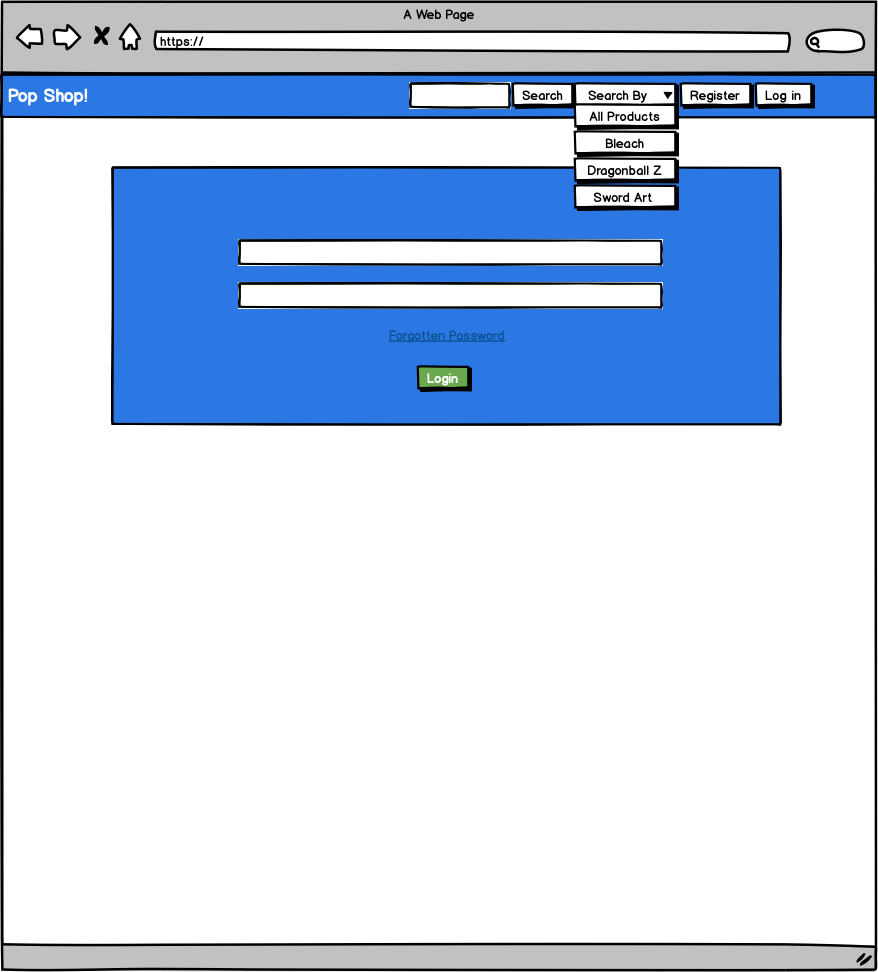 A Web Page
https://
Pop Shop!
Search
Search By
Register
Log in
All Products
Bleach
Dragonball Z
Sword Art
Forgotten Password
Login